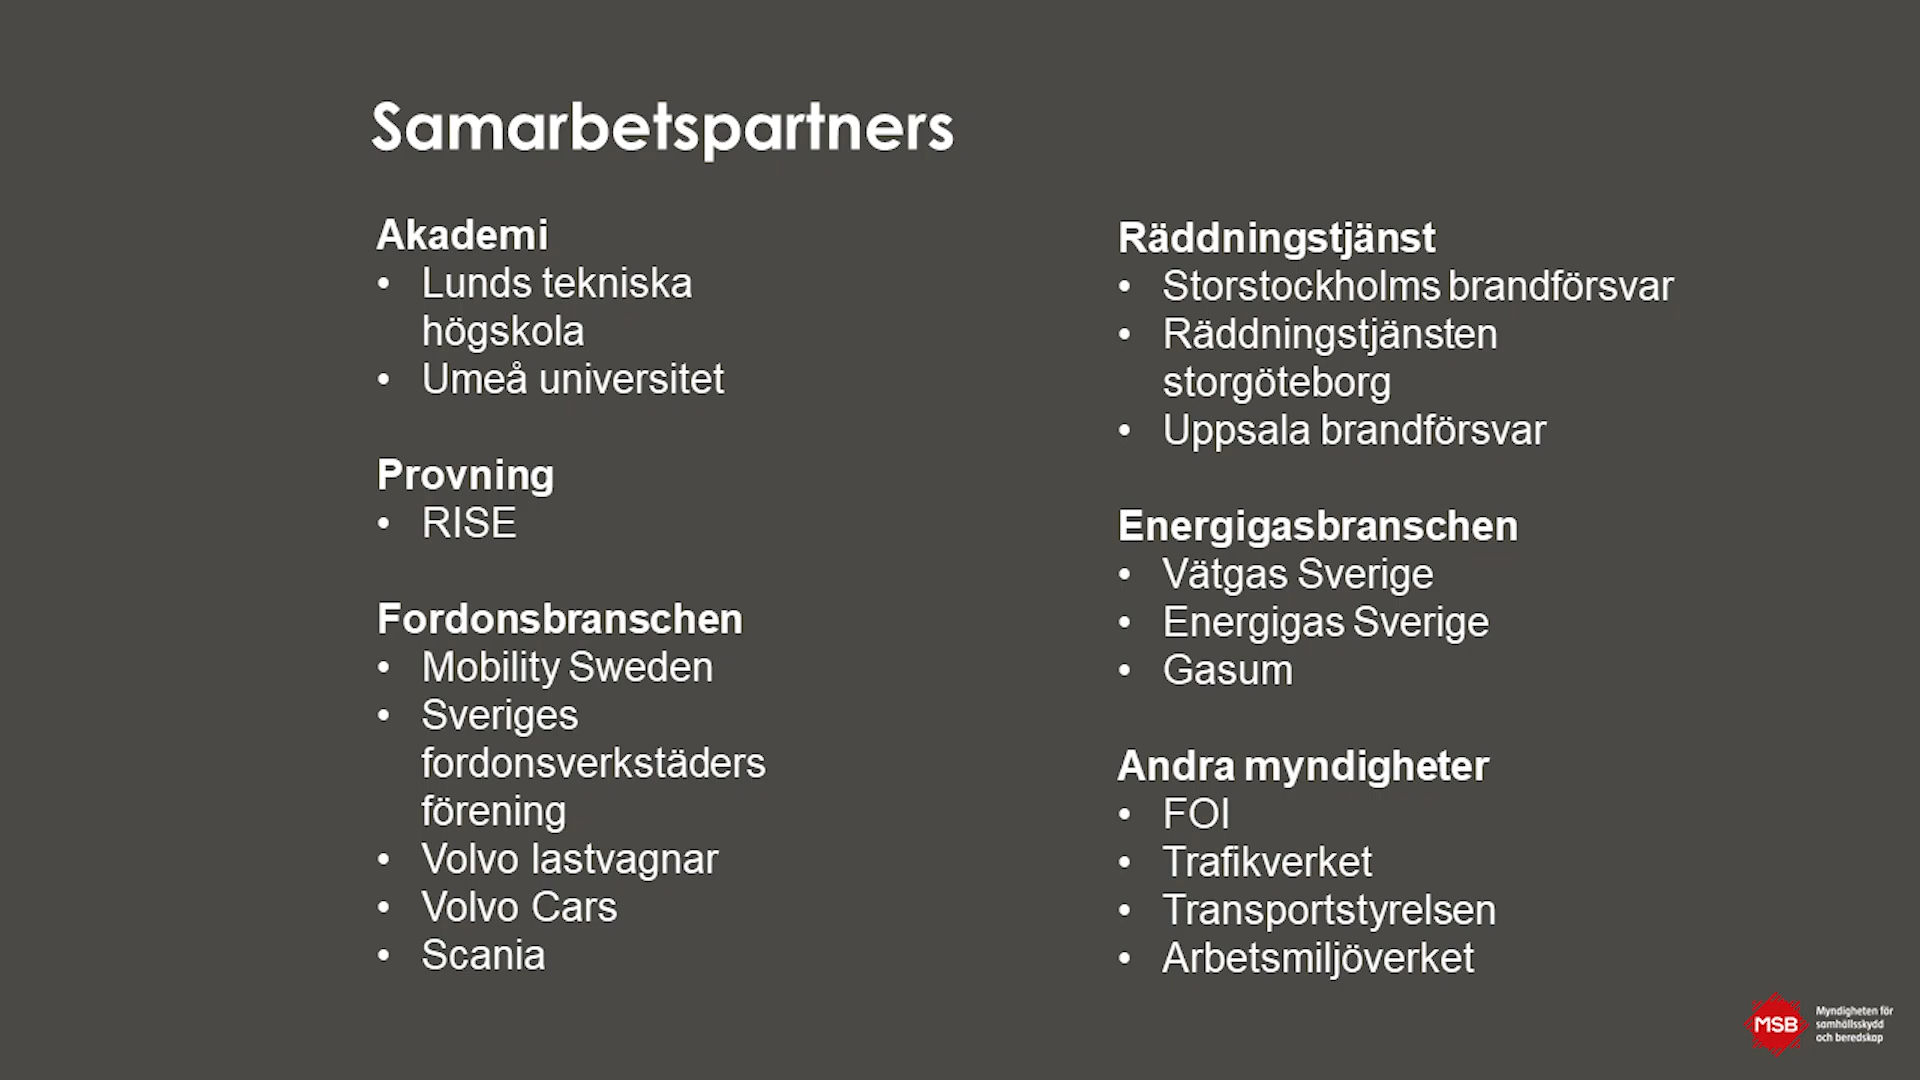 Samarbetspartners
Akademi
• Lunds tekniska
högskola
• Umeå universitet
Provning
• RISE
Fordonsbranschen
• Mobility Sweden
• Sveriges
fordonsverkstäders
förening
• Volvo lastvagnar
• Volvo Cars
• Scania
Räddningstjänst
• Storstockholms brandförsvar
• Räddningstjänsten
storgöteborg
• Uppsala brandförsvar
Energigasbranschen
• Vätgas Sverige
• Energigas Sverige
• Gasum
Andra myndigheter
• FOI
• Trafikverket
• Transportstyrelsen
• Arbetsmiljöverket
MSB
Myndigheten för
samhällsskydd
och beredskap